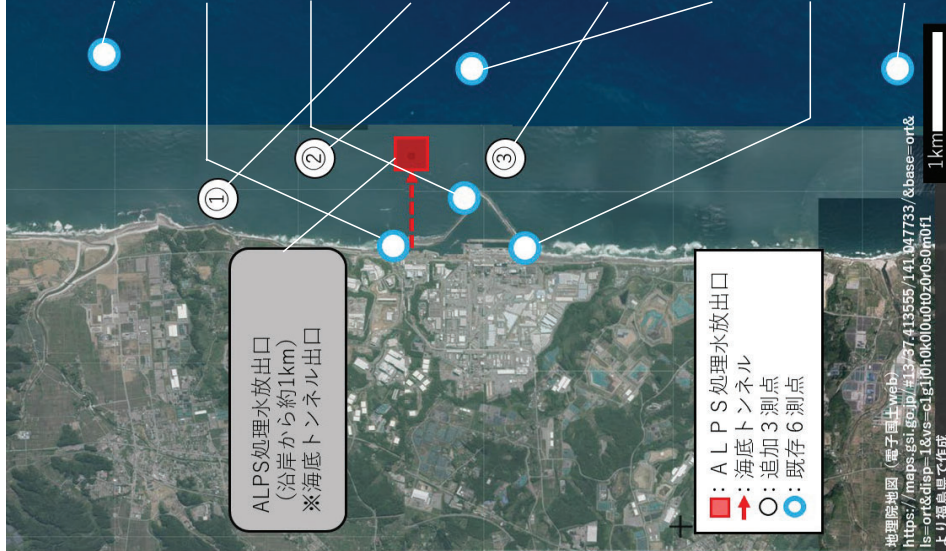 ALPS処理水放出口
(沿岸から約1km)
※海底トンネル出口
①
②
③
:ALPS処理水放出口
:海底トンネル
:追加3測点
:既存6測点
1km
地理院地図(電子国土web)
https://maps.gsi.go.jp/#13/37.413555/141.047733/&base=ort&
ls=ort&disp=1&vs=c1g1j0h0k0l0u0t0z0r0s0m0f1
より福島県で作成